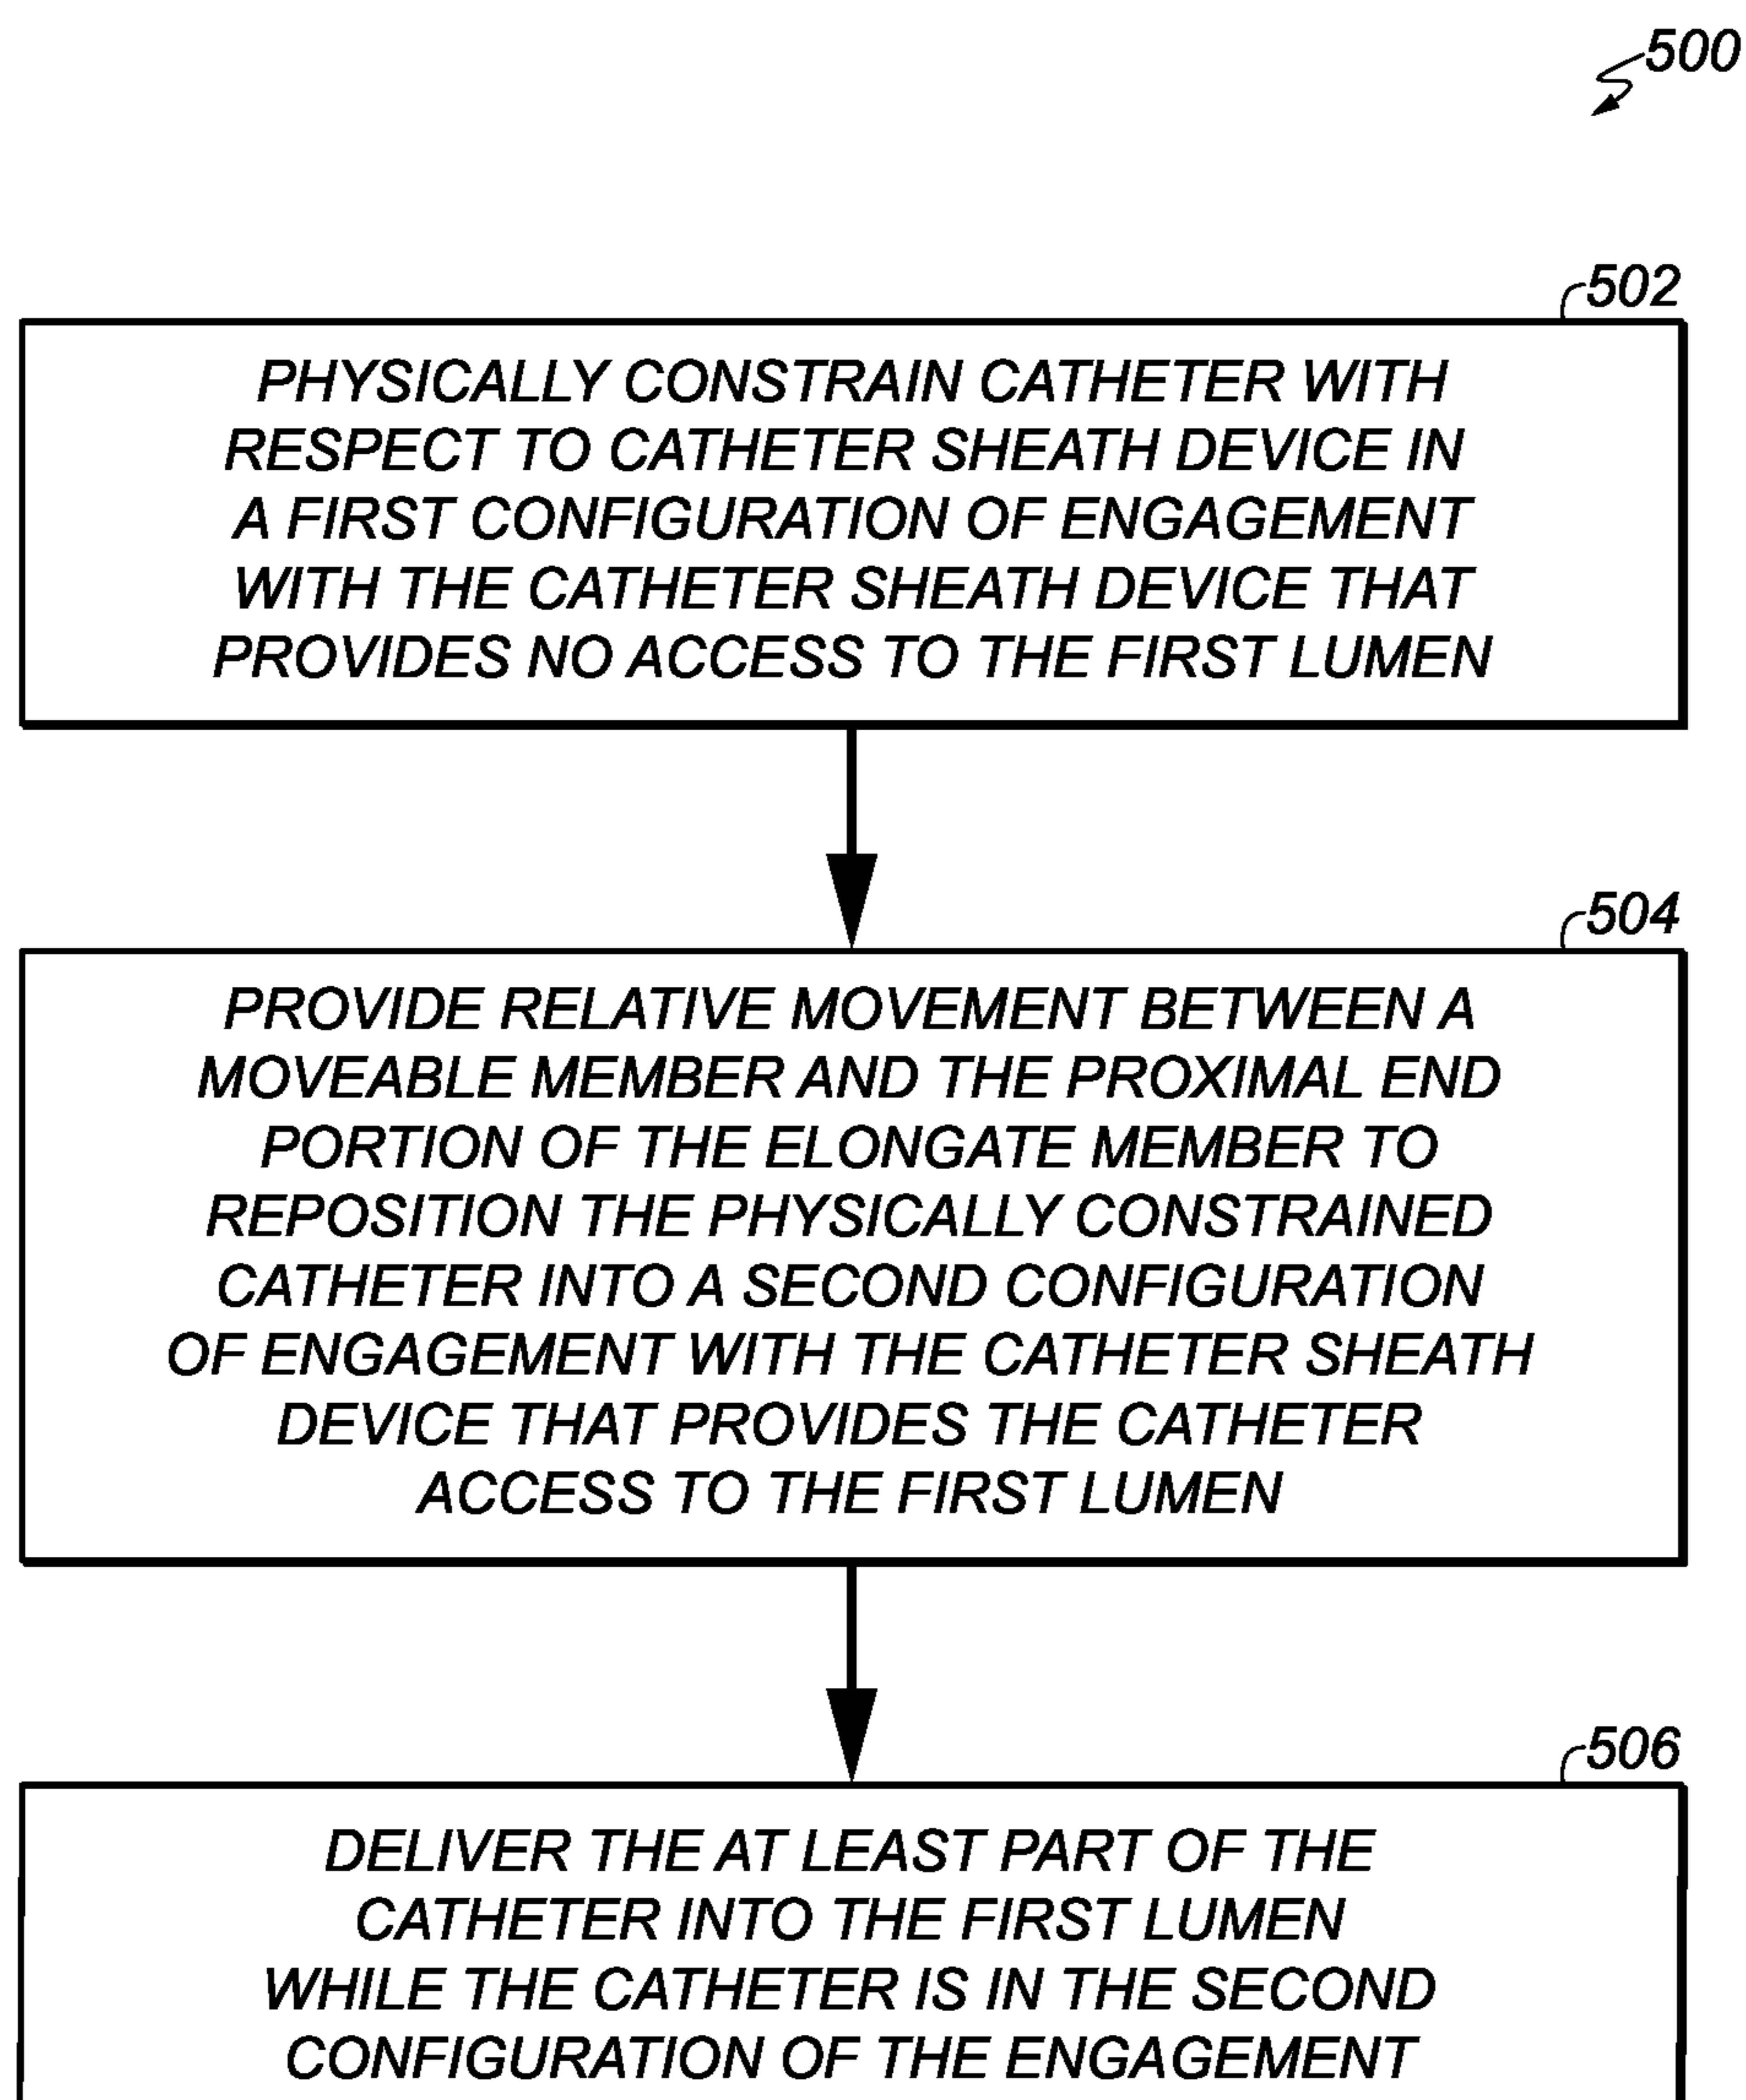 500
502
PHYSICALLY CONSTRAIN CATHETER WITH
RESPECT TO CATHETER SHEATH DEVICE IN
A FIRST CONFIGURATION OF ENGAGEMENT
WITH THE CATHETER SHEATH DEVICE THAT
PROVIDES NO ACCESS TO THE FIRST LUMEN
504
PROVIDE RELATIVE MOVEMENT BETWEEN A
MOVEABLE MEMBER AND THE PROXIMAL END
PORTION OF THE ELONGATE MEMBER TO
REPOSITION THE PHYSICALLY CONSTRAINED
CATHETER INTO A SECOND CONFIGURATION
OF ENGAGEMENT WITH THE CATHETER SHEATH
DEVICE THAT PROVIDES THE CATHETER
ACCESS TO THE FIRST LUMEN
506
DELIVER THE AT LEAST PART OF THE
CATHETER INTO THE FIRST LUMEN
WHILE THE CATHETER IS IN THE SECOND
CONFIGURATION OF THE ENGAGEMENT